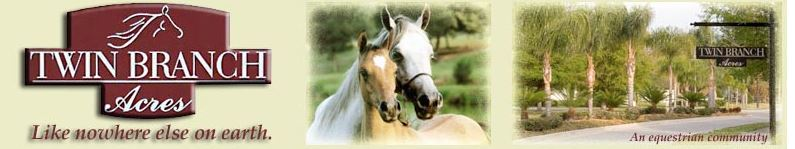 TWIN BRANCH
Acres
Like nowhere else on earth.
TWIN BRANCH
Acres
An equestrian community